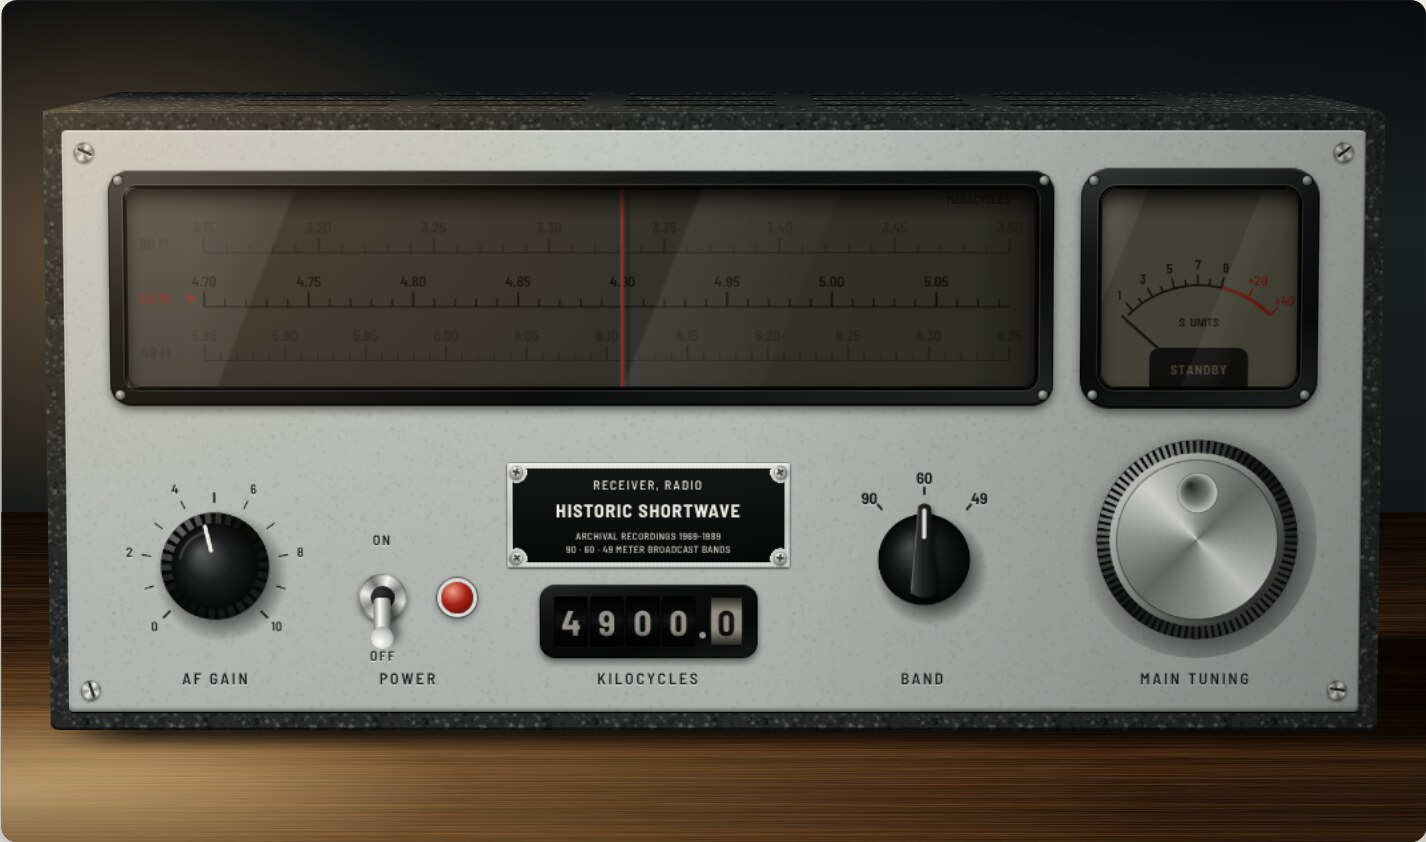 MEGACYCLES
3.15 3.20 3.25 3.30 3.35 3.40 3.45 3.50
90 M
4.70 4.75 4.80 4.85 4.90 4.95 5.00 5.05
60 M
5.90 5.95 6.00 6.05 6.10 6.15 6.20 6.25 6.30 6.35
49 M
1 3 5 7 9 +20 +40
S UNITS
STANDBY
0 2 4 6 8 10
AF GAIN
ON
OFF
POWER
RECEIVER, RADIO
HISTORIC SHORTWAVE
ARCHIVAL RECORDINGS 1969-1989
90 · 60 · 49 METER BROADCAST BANDS
4900.0
KILOCYCLES
90 60 49
BAND
MAIN TUNING